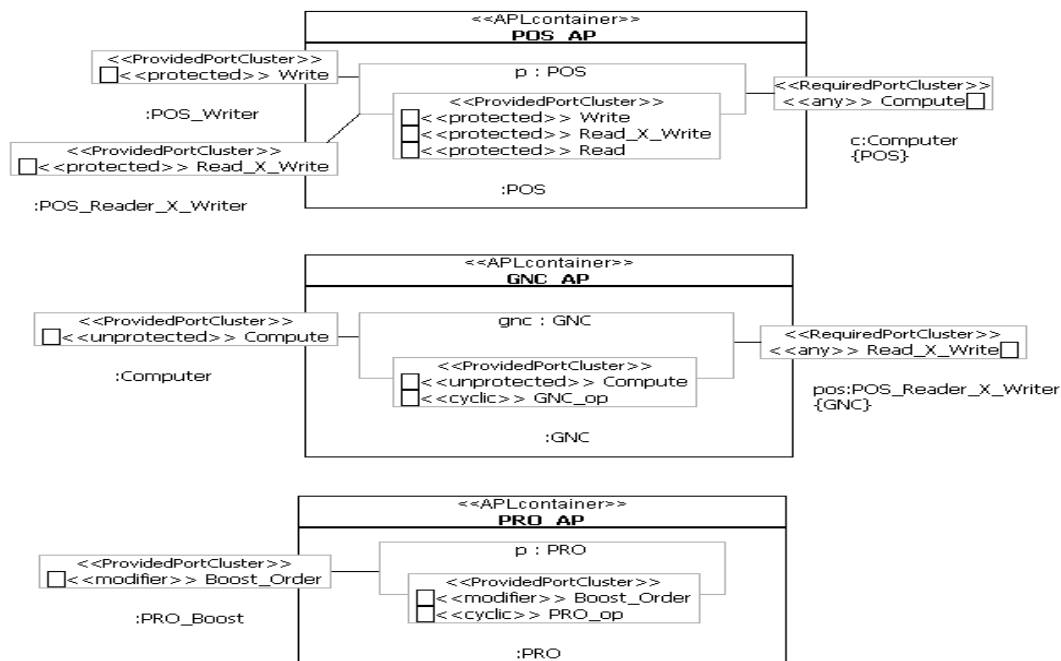 <<APLcontainer>>
POS_AP
<<ProvidedPortCluster>>
<<protected>> Write
:POS_Writer
<<ProvidedPortCluster>>
<<protected>> Read_X_Write
:POS_Reader_X_Writer
p : POS
<<ProvidedPortCluster>>
<<protected>> Write
<<protected>> Read_X_Write
<<protected>> Read
:POS
<<RequiredPortCluster>>
<<any>> Compute
c:Computer
{POS}
<<APLcontainer>>
GNC_AP
<<ProvidedPortCluster>>
<<unprotected>> Compute
:Computer
gnc : GNC
<<ProvidedPortCluster>>
<<unprotected>> Compute
<<cyclic>> GNC_op
:GNC
<<RequiredPortCluster>>
<<any>> Read_X_Write
pos:POS_Reader_X_Writer
{GNC}
<<APLcontainer>>
PRO_AP
<<ProvidedPortCluster>>
<<modifier>> Boost_Order
:PRO_Boost
p : PRO
<<ProvidedPortCluster>>
<<modifier>> Boost_Order
<<cyclic>> PRO_op
:PRO